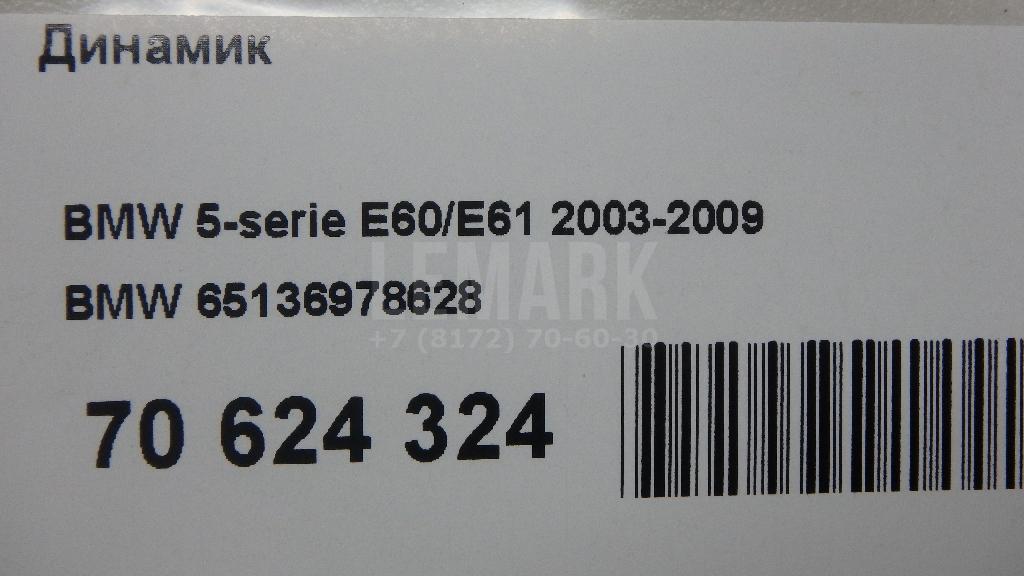 Динамик
BMW 5-serie E60/E61 2003-2009
BMW 65136978628
LEMARK
+7 (8172) 70-60-30
70 624 324